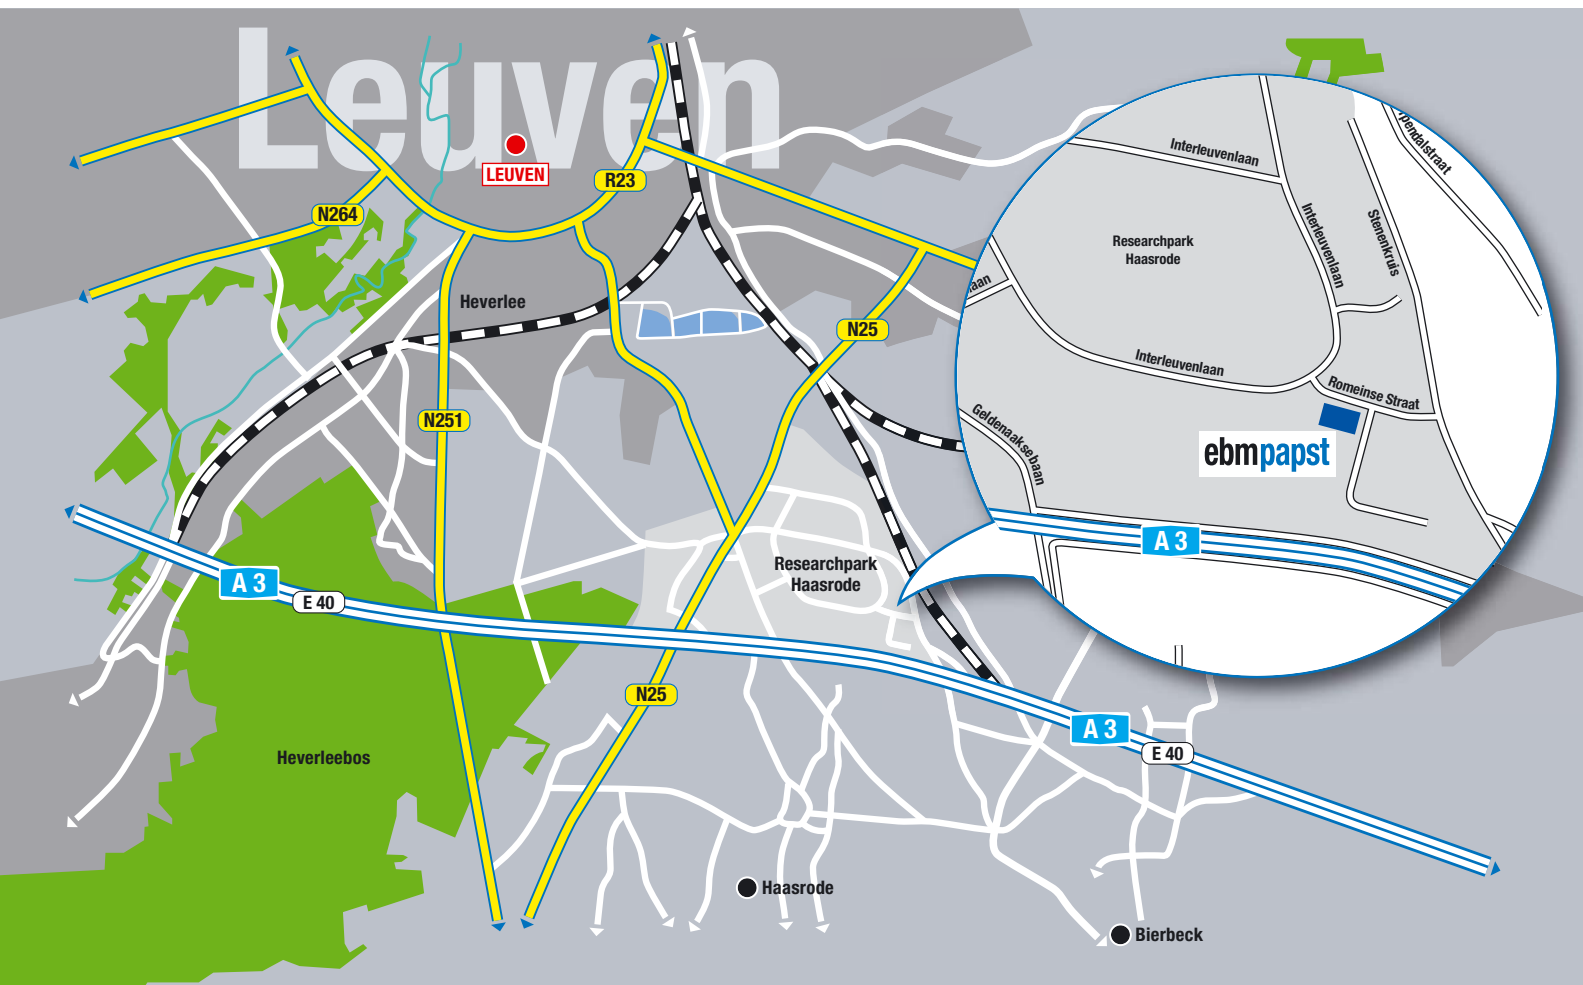 Leuven
LEUVEN
R23
N264
Heverlee
N25
N251
Researchpark
Haasrode
A 3
E 40
N25
Heverleebos
A 3
E 40
Haasrode
Bierbeck
Interleuvenlaan
pendalstraat
Interleuvenlaan
Stenenkruis
Researchpark
Haasrode
laan
Interleuvenlaan
Romeinse Straat
Geldenaaksebaan
ebmpapst
A 3